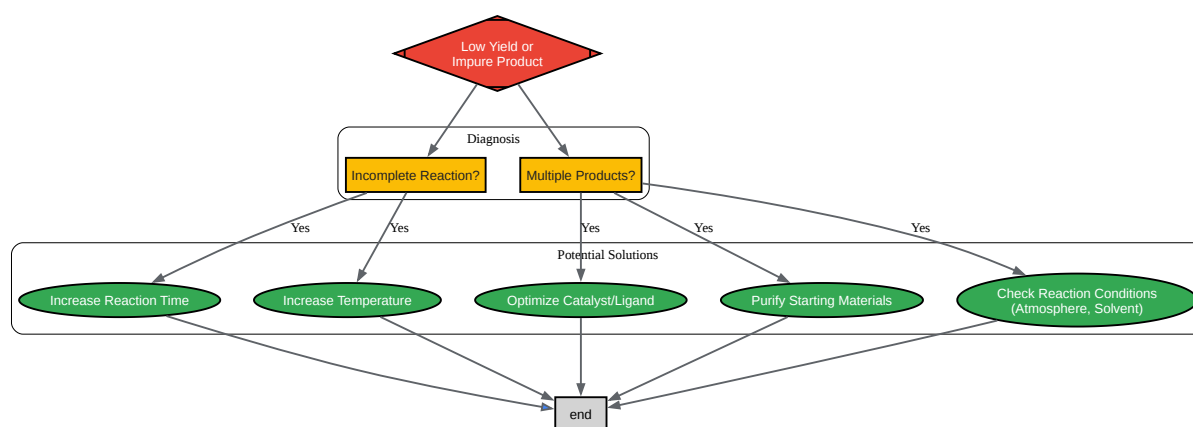 Low Yield or
Impure Product
Diagnosis
Incomplete Reaction?
Multiple Products?
Yes
Yes
Yes
Yes
Yes
Potential Solutions
Increase Reaction Time
Increase Temperature
Optimize Catalyst/Ligand
Purify Starting Materials
Check Reaction Conditions
(Atmosphere, Solvent)
end